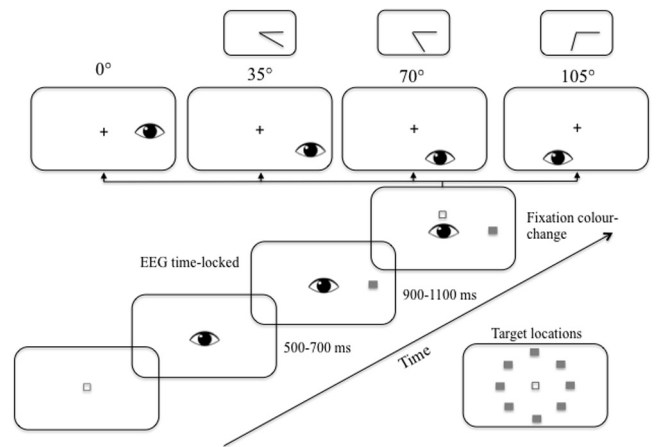 0°
35°
70°
105°
Fixation colour-
change
EEG time-locked
900-1100 ms
500-700 ms
Time
Target locations